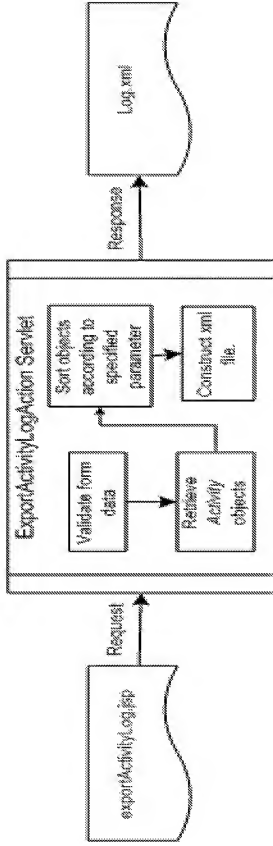 exportActivityLog.jsp
Request
ExportActivityLogAction Servlet
Validate form
data
Retrieve
Activity
objects
Sort objects
according to
specified
parameter
Construct xml
file.
Response
Log.xml